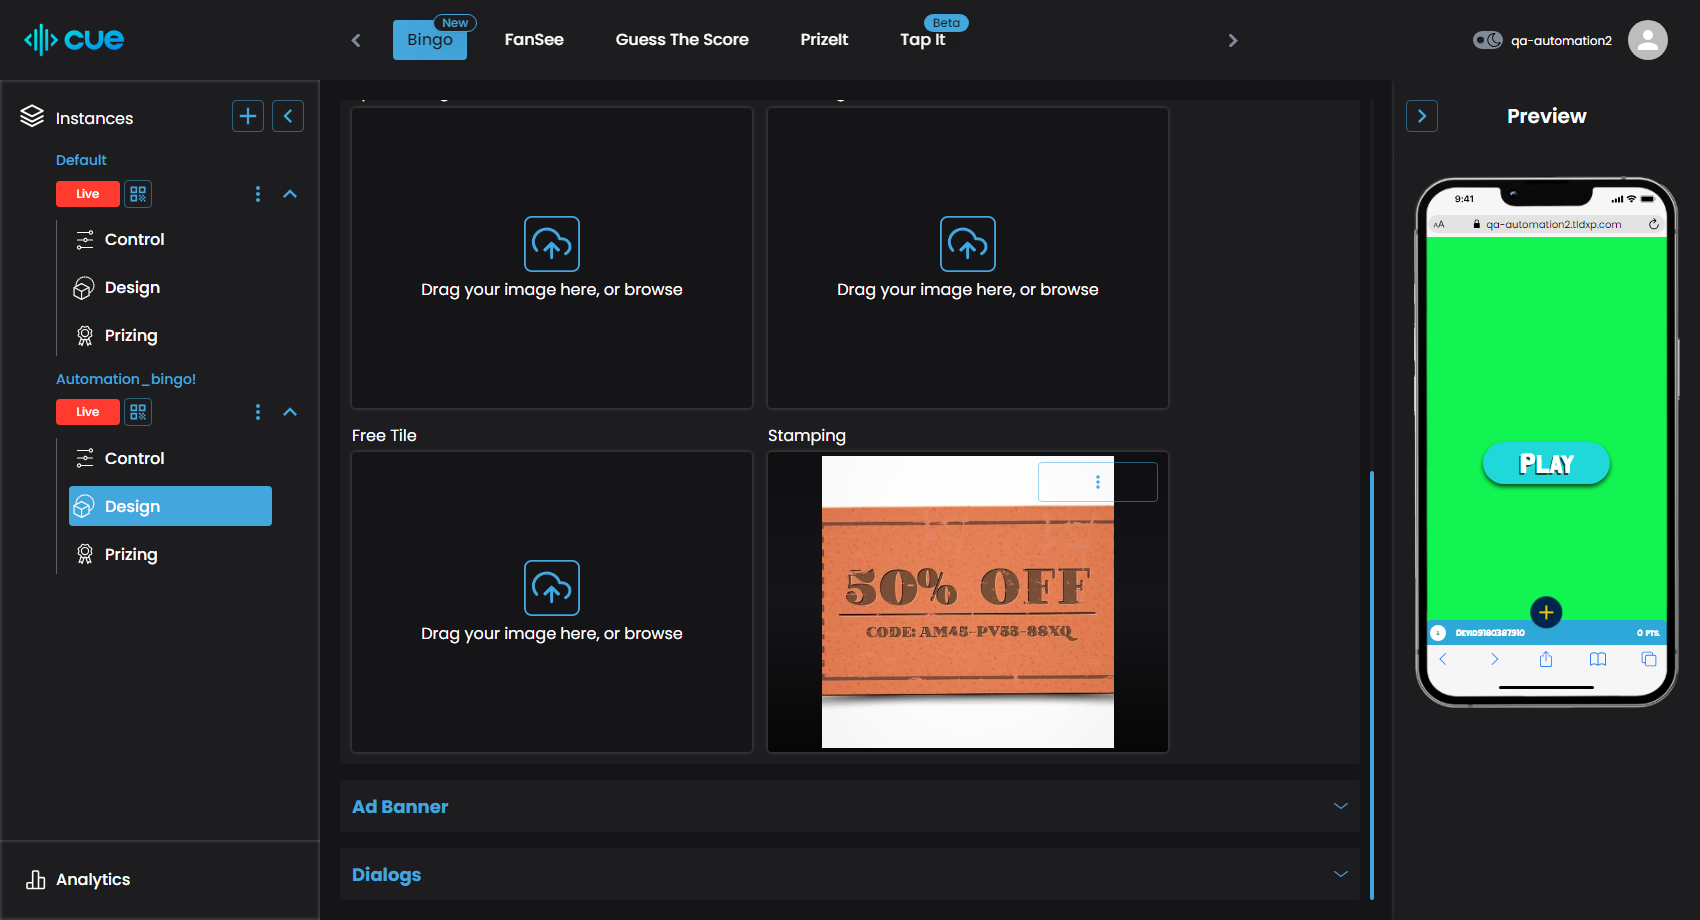 cue
Bingo
New
FanSee
Guess The Score
PrizeIt
Tap It
Beta
qa-automation2
Instances
Default
Live
Control
Design
Prizing
Automation_bingo!
Live
Control
Design
Prizing
Analytics
Drag your image here, or browse
Drag your image here, or browse
Free Tile
Stamping
Drag your image here, or browse
50% OFF
CODE: AM45-PV55-88XQ
Ad Banner
Dialogs
Preview
9:41
AA
qa-automation2.tldxp.com
PLAY
0 PTS.